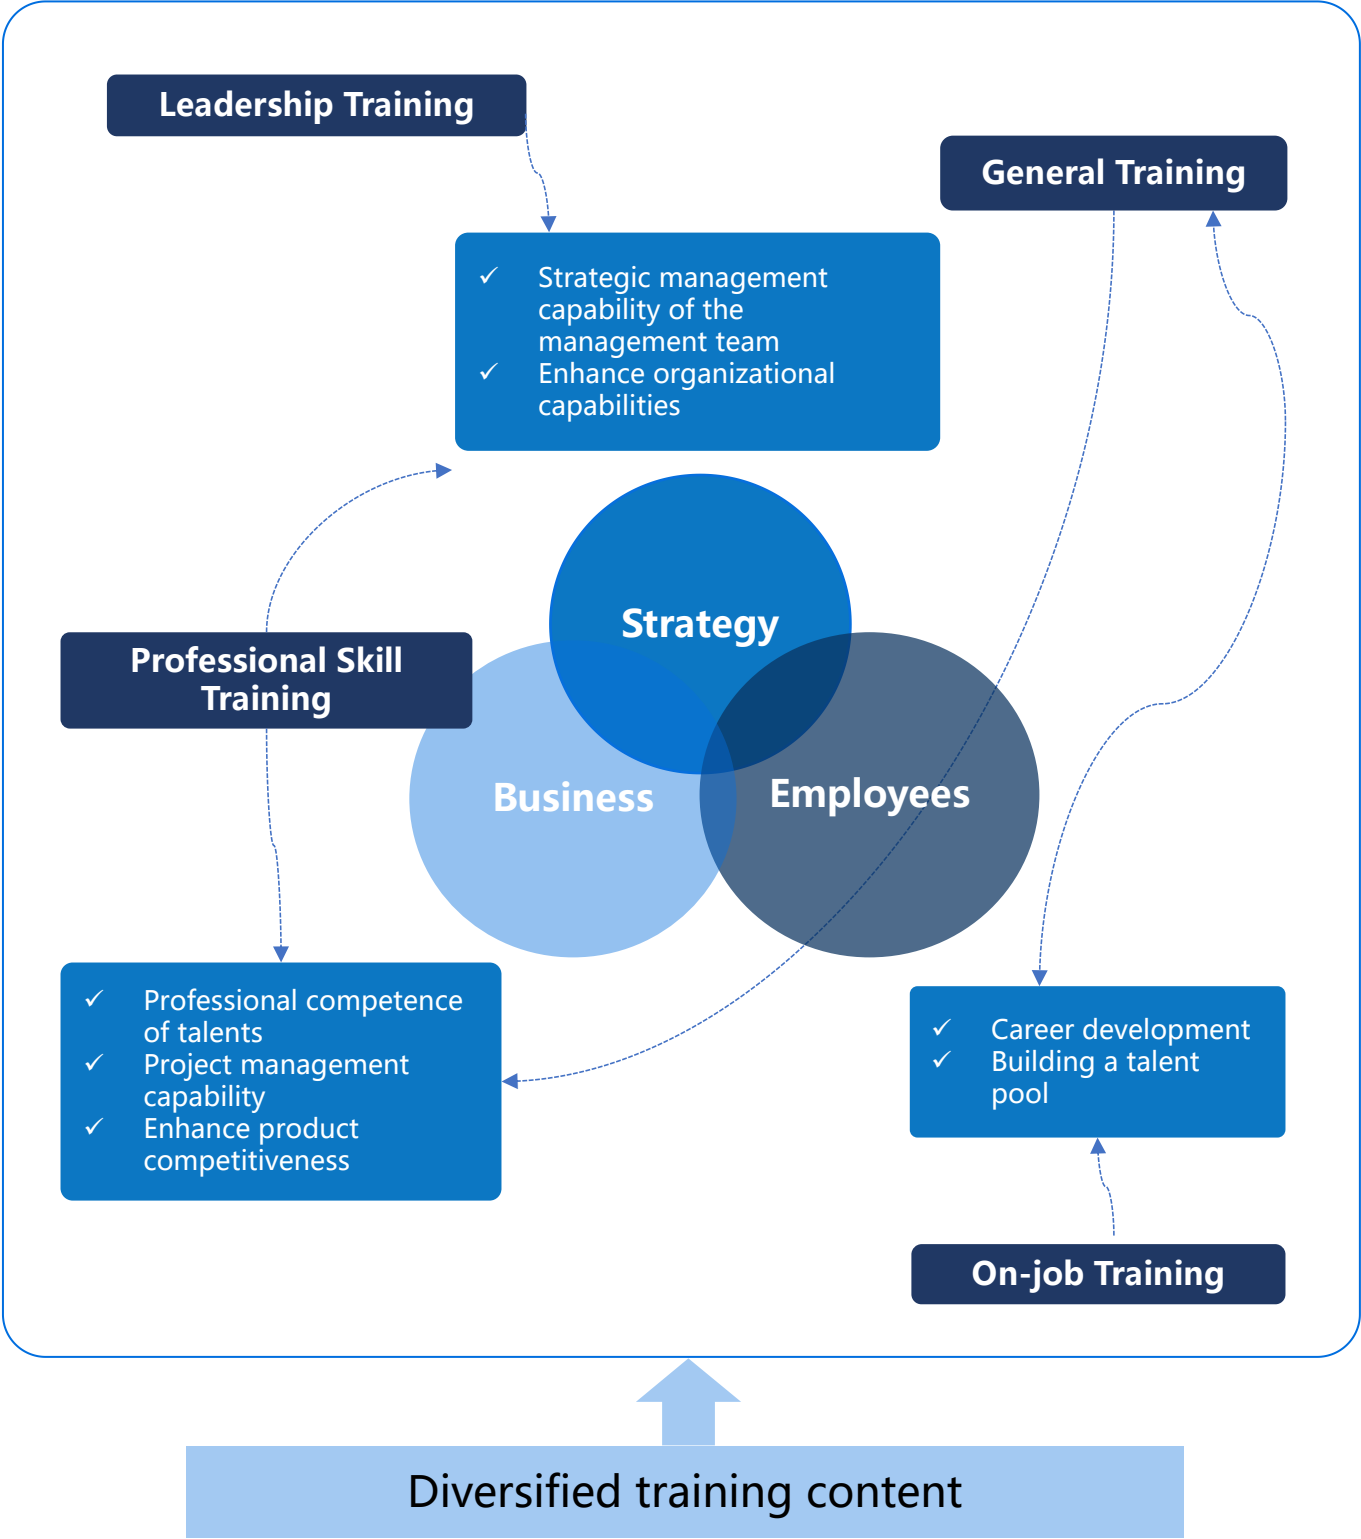 Leadership Training
General Training
✓ Strategic management
capability of the
management team
✓ Enhance organizational
capabilities
Strategy
Professional Skill
Training
Business
Employees
✓ Professional competence
of talents
✓ Project management
capability
✓ Enhance product
competitiveness
✓ Career development
✓ Building a talent
pool
On-job Training
Diversified training content